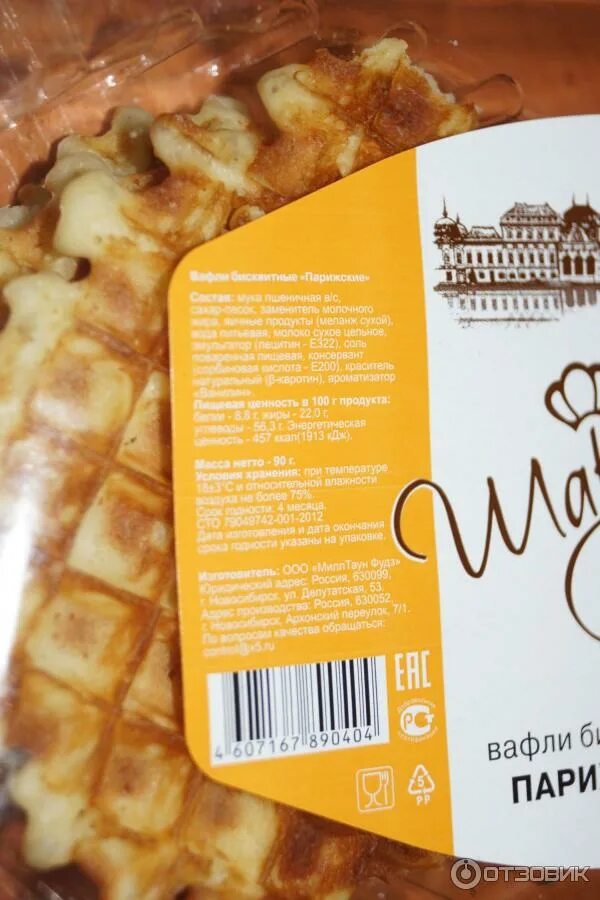 Вафли бисквитные «Парижские»
Состав: мука пшеничная в/с,
сахар-песок, заменитель молочного
жира, яичные продукты (меланж сухой),
вода питьевая, молоко сухое цельное,
эмульгатор (лецитин - Е322), соль
поваренная пищевая, консервант
(сорбиновая кислота - Е200), краситель
натуральный (β-каротин), ароматизатор
«Ванилин».
Пищевая ценность в 100 г продукта:
белки - 8,8 г. жиры - 22,0 г,
углеводы - 56,3 г. Энергетическая
ценность - 457 ккал(1913 кДж).
Масса нетто - 90 г.
Условия хранения: при температуре
18±3°С и относительной влажности
воздуха не более 75%.
Срок годности: 4 месяца.
СТО 79049742-001-2012
Дата изготовления и дата окончания
срока годности указаны на упаковке.
Изготовитель: ООО «МиллТаун Фудз»
Юридический адрес: Россия, 630099,
г. Новосибирск, ул. Депутатская, 53.
Адрес производства: Россия, 630052,
г. Новосибирск, Архонский переулок, 7/1.
По вопросам качества обращаться:
control@x5.ru
4 607167 890404
EAC
Добровольная
сертификация
5
PP
Шат
вафли би
ПАРИ
ОТЗОВИК